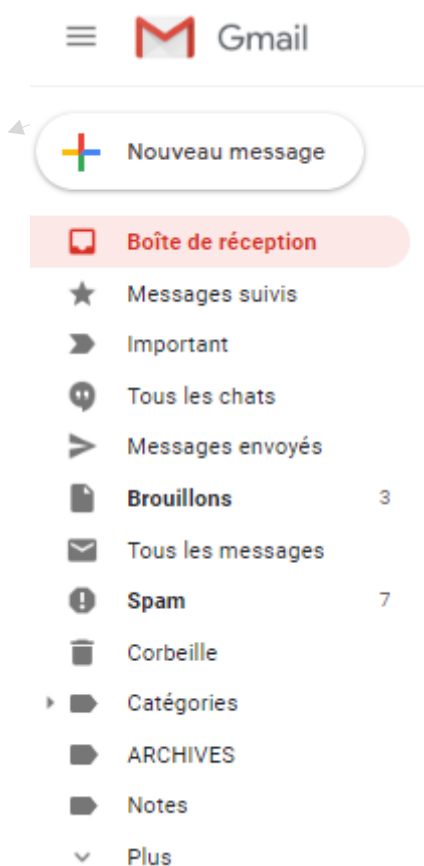 Gmail
Nouveau message
Boîte de réception
Messages suivis
Important
Tous les chats
Messages envoyés
Brouillons 3
Tous les messages
Spam 7
Corbeille
Catégories
ARCHIVES
Notes
Plus